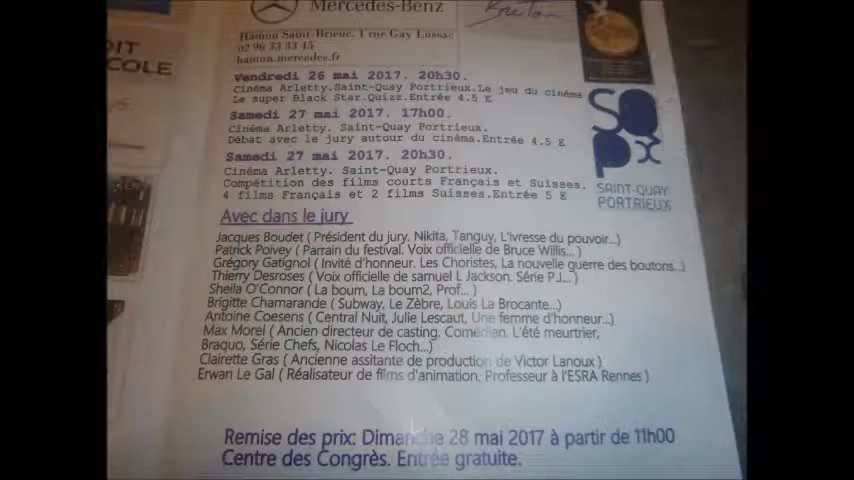 Mercedes-Benz
Breton
Hamon Saint-Brieuc. 1 rue Gay Lussac
02 96 33 33 45
hamon.mercedes.fr
COLE
Vendredi 26 mai 2017. 20h30.
Cinéma Arletty.Saint-Quay Portrieux.Le jeu du cinéma
Le super Black Star.Quizz.Entrée 4.5 E
Samedi 27 mai 2017. 17h00.
Cinéma Arletty. Saint-Quay Portrieux.
Débat avec le jury autour du cinéma.Entrée 4.5 E
Samedi 27 mai 2017. 20h30.
Cinéma Arletty. Saint-Quay Portrieux.
Compétition des films courts Français et Suisses.
4 films Français et 2 films Suisses.Entrée 5 E
SQPX
SAINT-QUAY
PORTRIEUX
Avec dans le jury
Jacques Boudet ( Président du jury. Nikita, Tanguy, L'ivresse du pouvoir...)
Patrick Poivey ( Parrain du festival. Voix officielle de Bruce Willis... )
Grégory Gatignol ( Invité d'honneur. Les Choristes, La nouvelle guerre des boutons...)
Thierry Desroses ( Voix officielle de samuel L Jackson. Série P.J... )
Sheila O'Connor ( La boum, La boum2, Prof... )
Brigitte Chamarande ( Subway, Le Zèbre, Louis La Brocante...)
Antoine Coesens ( Central Nuit, Julie Lescaut, Une femme d'honneur...)
Max Morel ( Ancien directeur de casting. Comédien. L'été meurtrier,
Braquo, Série Chefs, Nicolas Le Floch...)
Clairette Gras ( Ancienne assitante de production de Victor Lanoux )
Erwan Le Gal ( Réalisateur de films d'animation. Professeur à l'ESRA Rennes )
Remise des prix: Dimanche 28 mai 2017 à partir de 11h00
Centre des Congrès. Entrée gratuite.